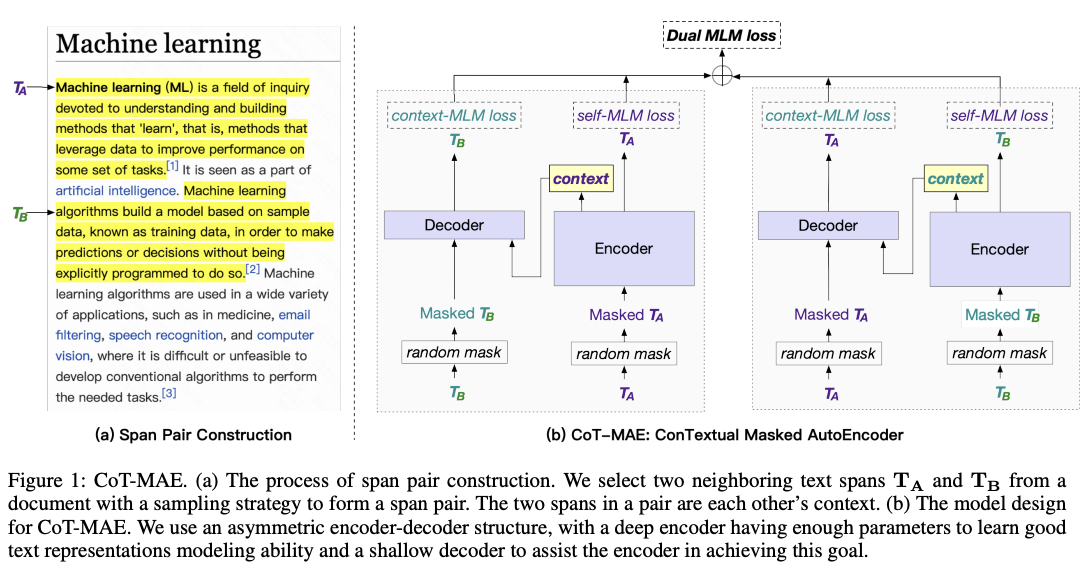 Machine learning
T_A
Machine learning (ML) is a field of inquiry
devoted to understanding and building
methods that 'learn', that is, methods that
leverage data to improve performance on
some set of tasks.[1] It is seen as a part of
artificial intelligence. Machine learning
T_B
algorithms build a model based on sample
data, known as training data, in order to make
predictions or decisions without being
explicitly programmed to do so.[2] Machine
learning algorithms are used in a wide variety
of applications, such as in medicine, email
filtering, speech recognition, and computer
vision, where it is difficult or unfeasible to
develop conventional algorithms to perform
the needed tasks.[3]
(a) Span Pair Construction
Dual MLM loss
context-MLM loss
self-MLM loss
T_B
T_A
context
Decoder
Encoder
Masked T_B
Masked T_A
random mask
random mask
T_B
T_A
context-MLM loss
self-MLM loss
T_A
T_B
context
Decoder
Encoder
Masked T_A
Masked T_B
random mask
random mask
T_A
T_B
(b) CoT-MAE: ConTextual Masked AutoEncoder
Figure 1: CoT-MAE. (a) The process of span pair construction. We select two neighboring text spans T_A and T_B from a
document with a sampling strategy to form a span pair. The two spans in a pair are each other's context. (b) The model design
for CoT-MAE. We use an asymmetric encoder-decoder structure, with a deep encoder having enough parameters to learn good
text representations modeling ability and a shallow decoder to assist the encoder in achieving this goal.